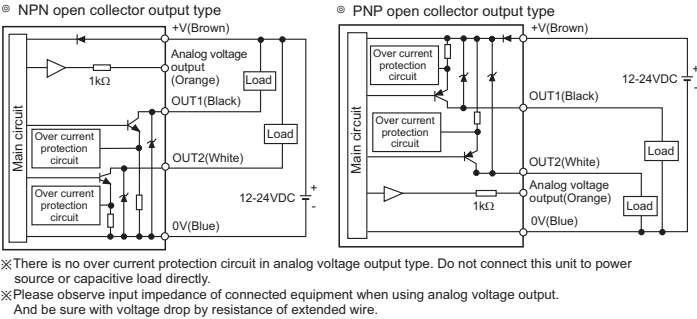 ◎ NPN open collector output type
+V(Brown)
Analog voltage
output
(Orange)
1kΩ
Load
OUT1(Black)
Main circuit
Over current
protection
circuit
Load
OUT2(White)
Over current
protection
circuit
12-24VDC
+
-
0V(Blue)
◎ PNP open collector output type
+V(Brown)
Over current
protection
circuit
12-24VDC
+
-
OUT1(Black)
Main circuit
Over current
protection
circuit
Load
OUT2(White)
Analog voltage
output(Orange)
1kΩ
Load
0V(Blue)
※There is no over current protection circuit in analog voltage output type. Do not connect this unit to power
source or capacitive load directly.
※Please observe input impedance of connected equipment when using analog voltage output.
And be sure with voltage drop by resistance of extended wire.